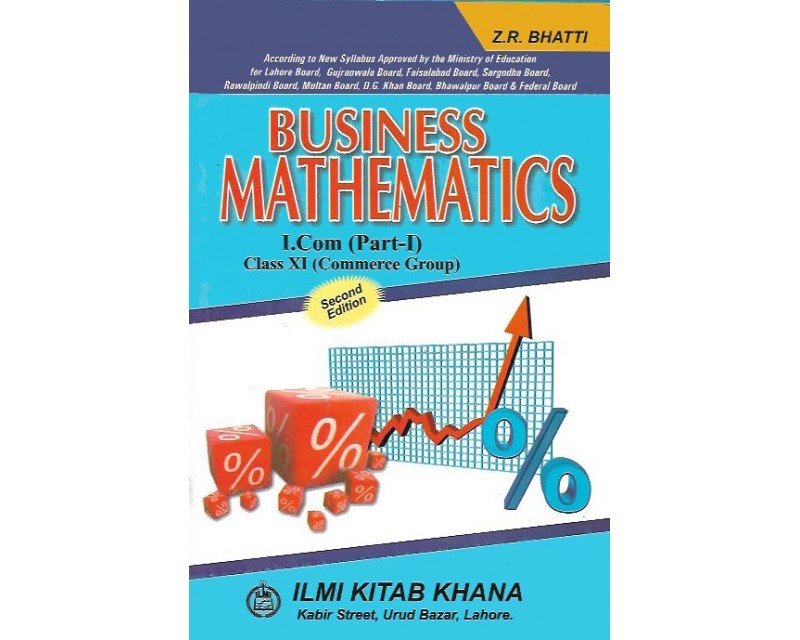 Z.R. BHATTI
According to New Syllabus Approved by the Ministry of Education
for Lahore Board, Gujranwala Board, Faisalabad Board, Sargodha Board,
Rawalpindi Board, Multan Board, D.G. Khan Board, Bhawalpur Board & Federal Board
BUSINESS
MATHEMATICS
I.Com (Part-I)
Class XI (Commerce Group)
Second
Edition
% % %
%
ILMI KITAB KHANA
Kabir Street, Urud Bazar, Lahore.